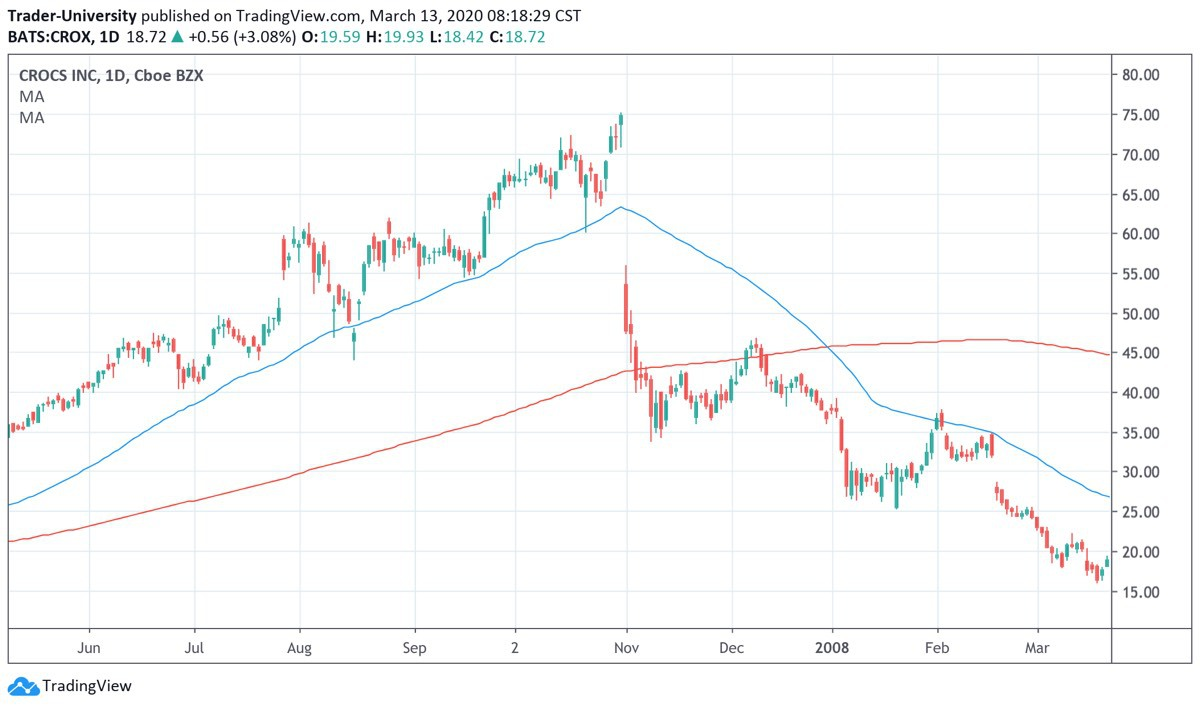 Trader-University published on TradingView.com, March 13, 2020 08:18:29 CST
BATS:CROX, 1D 18.72 ▲ +0.56 (+3.08%) O:19.59 H:19.93 L:18.42 C:18.72
CROCS INC, 1D, Cboe BZX
MA
MA
80.00
75.00
70.00
65.00
60.00
55.00
50.00
45.00
40.00
35.00
30.00
25.00
20.00
15.00
Jun Jul Aug Sep 2 Nov Dec 2008 Feb Mar
TradingView